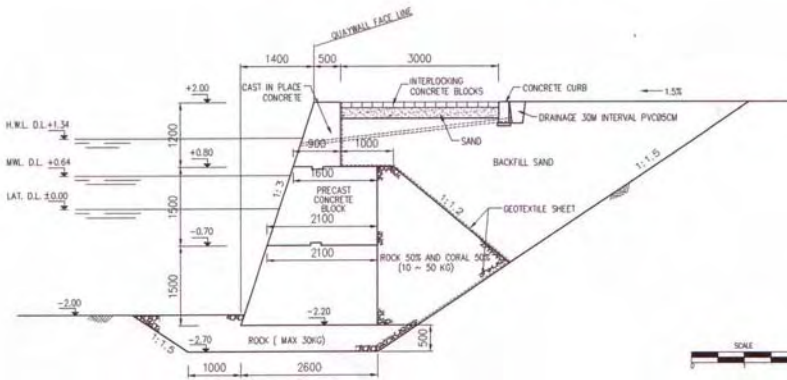 QUAYWALL FACE LINE
1400
500
3000
+2.00
CAST IN PLACE
CONCRETE
INTERLOCKING
CONCRETE BLOCKS
CONCRETE CURB
1.5%
DRAINAGE 30M INTERVAL PVCØ5CM
SAND
H.W.L. D.L+1.34
1200
900
1000
BACKFILL SAND
1:1.5
MWL. D.L. +0.64
+0.80
1600
PRECAST
CONCRETE
BLOCK
1:3
1:1.2
LAT. D.L. ±0.00
1500
2100
GEOTEXTILE SHEET
-0.70
2100
ROCK 50% AND CORAL 50%
(10 ~ 50 KG)
1500
-2.00
-2.20
1:1.5
-2.70
ROCK ( MAX 30KG)
500
1000
2600
SCALE
0
1